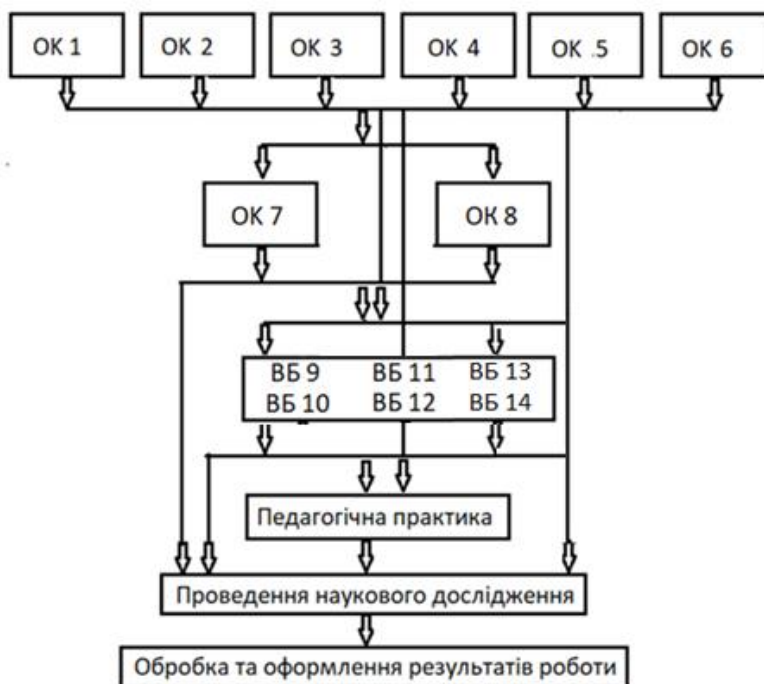 ОК 1 ОК 2 ОК 3 ОК 4 ОК .5 ОК 6
ОК 7 ОК 8
ВБ 9 ВБ 11 ВБ 13
ВБ 10 ВБ 12 ВБ 14
Педагогічна практика
Проведення наукового дослідження
Обробка та оформлення результатів роботи